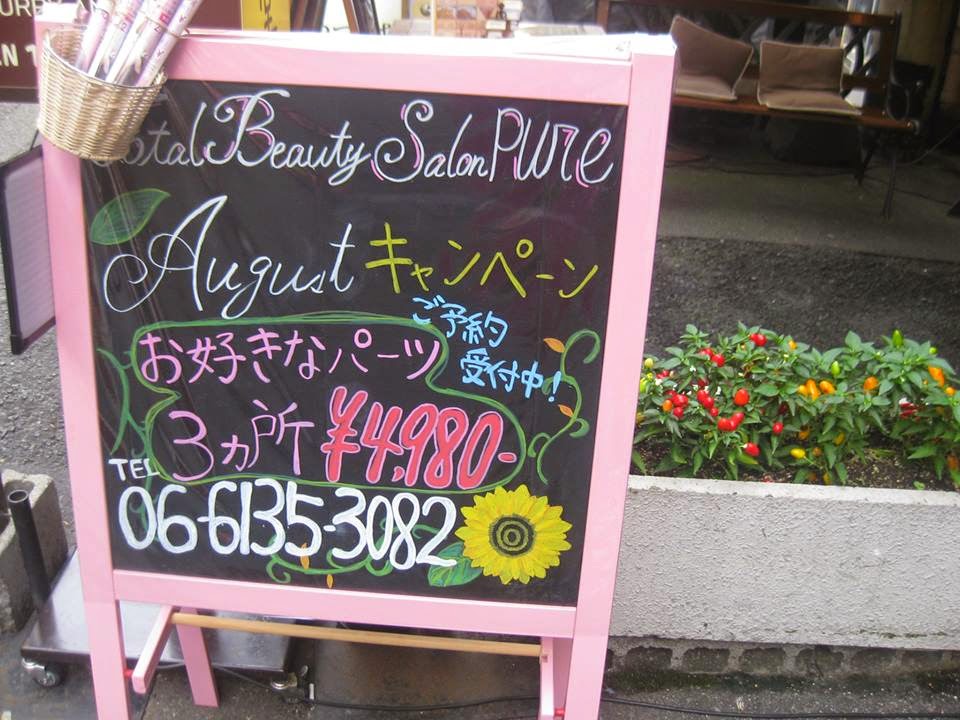 Total Beauty Salon PURE
August キャンペーン
ご予約
受付中!
お好きなパーツ
3ヵ所 ¥4,980-
TEL
06-6135-3082